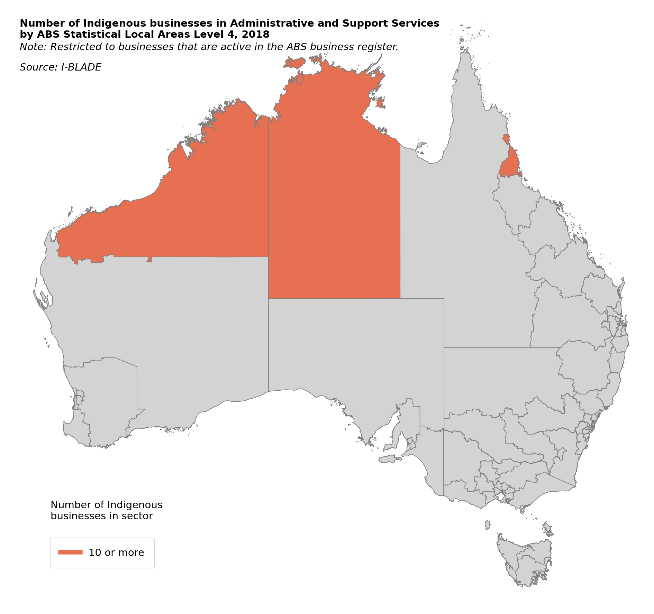 Number of Indigenous businesses in Administrative and Support Services
by ABS Statistical Local Areas Level 4, 2018
Note: Restricted to businesses that are active in the ABS business register.
Source: I-BLADE
Number of Indigenous
businesses in sector
10 or more